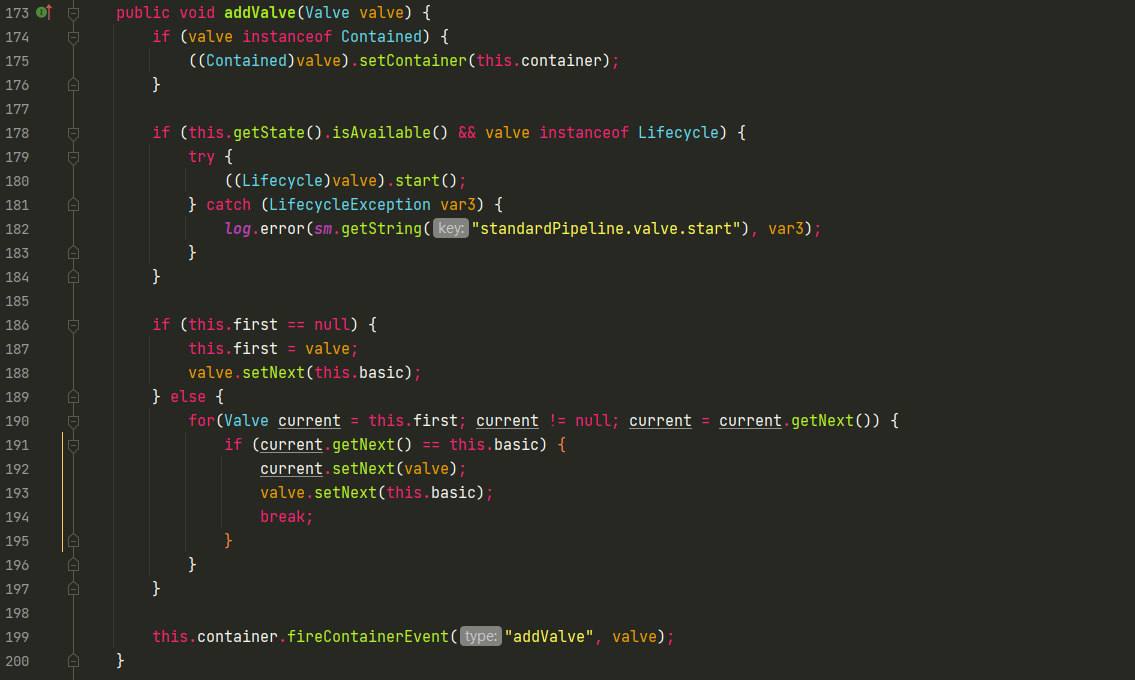 173 public void addValve(Valve valve) {
174 if (valve instanceof Contained) {
175 ((Contained)valve).setContainer(this.container);
176 }
177
178 if (this.getState().isAvailable() && valve instanceof Lifecycle) {
179 try {
180 ((Lifecycle)valve).start();
181 } catch (LifecycleException var3) {
182 log.error(sm.getString( key: "standardPipeline.valve.start"), var3);
183 }
184 }
185
186 if (this.first == null) {
187 this.first = valve;
188 valve.setNext(this.basic);
189 } else {
190 for(Valve current = this.first; current != null; current = current.getNext()) {
191 if (current.getNext() == this.basic) {
192 current.setNext(valve);
193 valve.setNext(this.basic);
194 break;
195 }
196 }
197 }
198
199 this.container.fireContainerEvent( type: "addValve", valve);
200 }